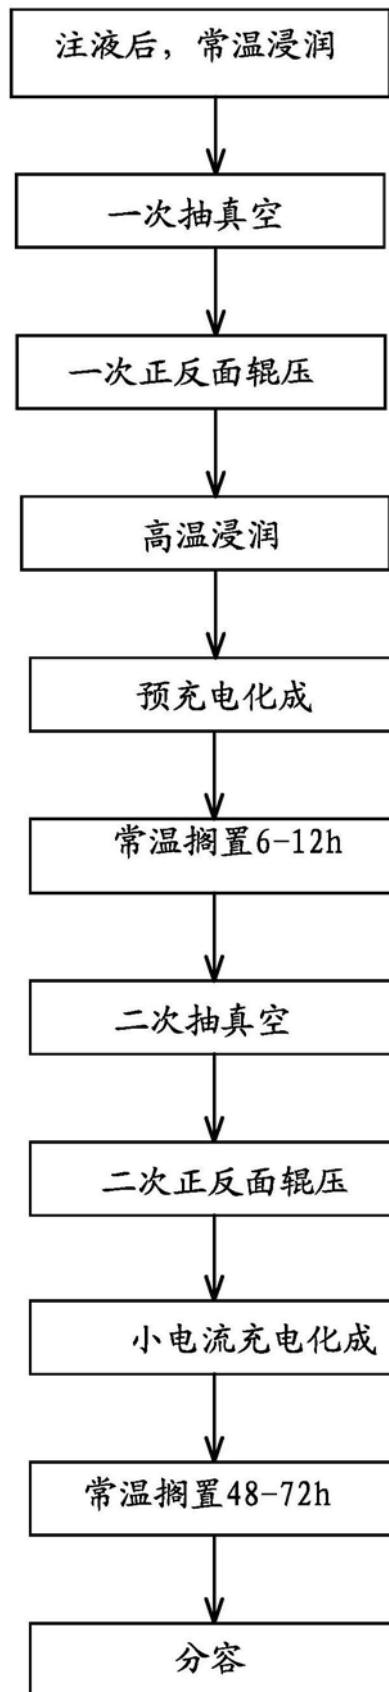 注液后，常温浸润
一次抽真空
一次正反面辊压
高温浸润
预充电化成
常温搁置6-12h
二次抽真空
二次正反面辊压
小电流充电化成
常温搁置48-72h
分容